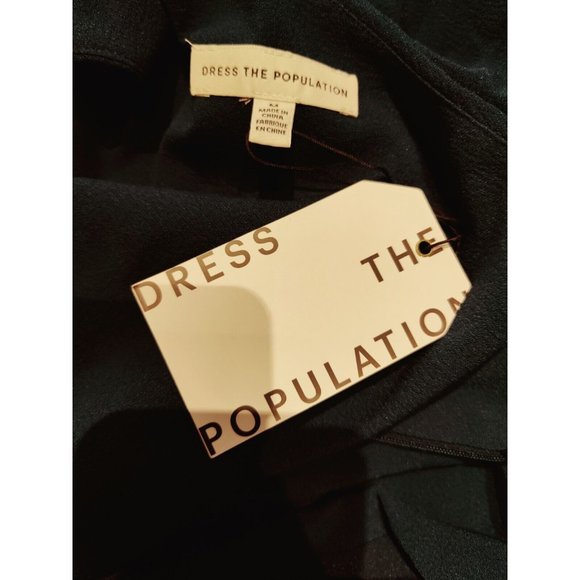 DRESS THE POPULATION
M
MADE IN
CHINA
FABRIQUE
EN CHINE
DRESS THE
POPULATION